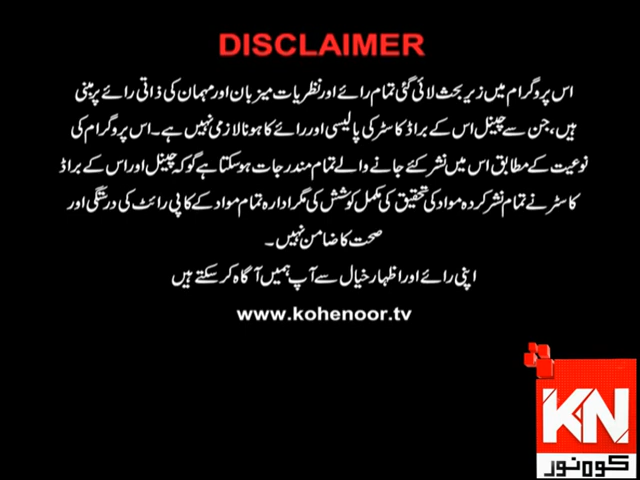 DISCLAIMER
اس پروگرام میں زیر بحث لائی گئی تمام رائے اور نظریات میزبان اور مہمان کی ذاتی رائے پر مبنی
ہیں، جن سے چینل اس کے براڈ کاسٹر کی پالیسی اور رائے کا ہونا لازمی نہیں ہے۔ اس پروگرام کی
نوعیت کے مطابق اس میں نشر کئے جانے والے تمام مندرجات ہو سکتا ہے گو کہ چینل اور اس کے براڈ
کاسٹر نے تمام نشر کردہ مواد کی تحقیق کی مکمل کوشش کی مگر ادارہ تمام مواد کے کاپی رائٹ کی درستگی اور
صحت کا ضامن نہیں۔
اپنی رائے اور اظہار خیال سے آپ ہمیں آگاہ کر سکتے ہیں
www.kohenoor.tv
KN
کوہ نور